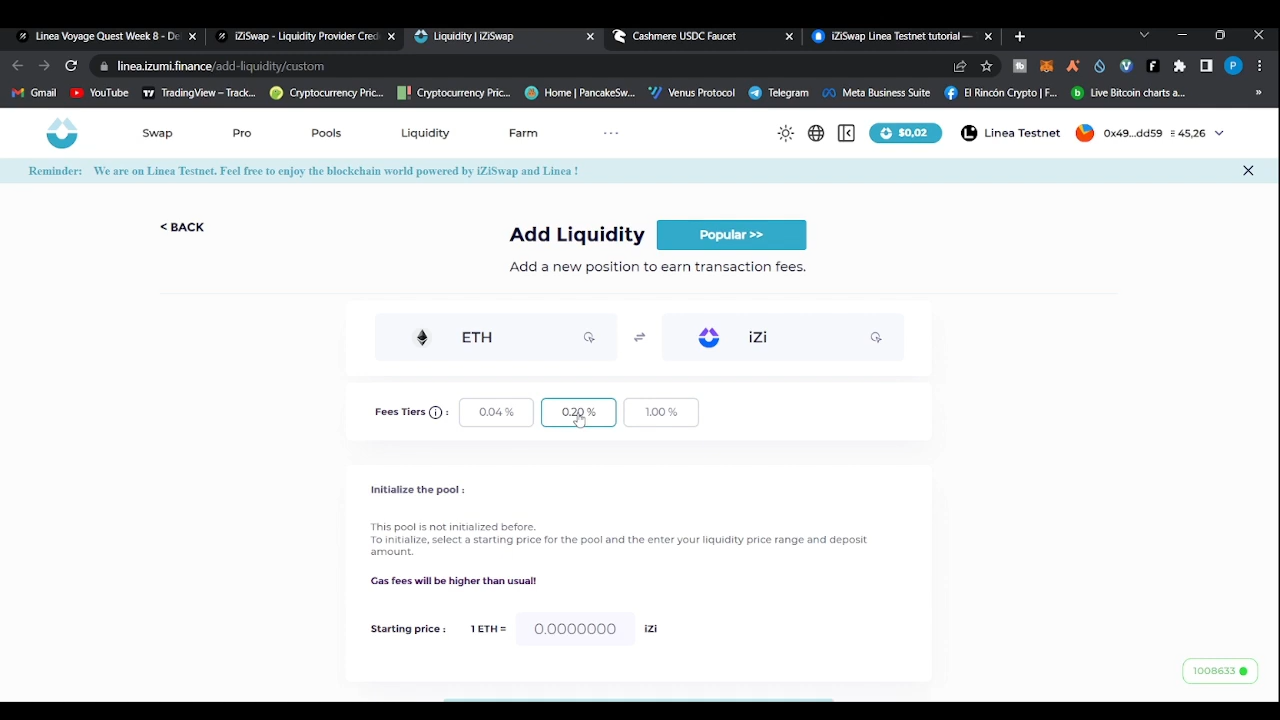 Linea Voyage Quest Week 8 - De
iZiSwap - Liquidity Provider Cred
Liquidity | iZiSwap
Cashmere USDC Faucet
iZiSwap Linea Testnet tutorial —
linea.izumi.finance/add-liquidity/custom
Gmail
YouTube
TradingView – Track...
Cryptocurrency Pric...
Cryptocurrency Pric...
Home | PancakeSw...
Venus Protocol
Telegram
Meta Business Suite
El Rincón Crypto | F...
Live Bitcoin charts a...
»
Swap
Pro
Pools
Liquidity
Farm
...
$0,02
Linea Testnet
0x49...dd59
45,26
Reminder: We are on Linea Testnet. Feel free to enjoy the blockchain world powered by iZiSwap and Linea !
< BACK
Add Liquidity
Popular >>
Add a new position to earn transaction fees.
ETH
iZi
Fees Tiers i :
0.04 %
0.20 %
1.00 %
Initialize the pool :
This pool is not initialized before.
To initialize, select a starting price for the pool and the enter your liquidity price range and deposit
amount.
Gas fees will be higher than usual!
Starting price : 1 ETH = 0.0000000 iZi
1008633